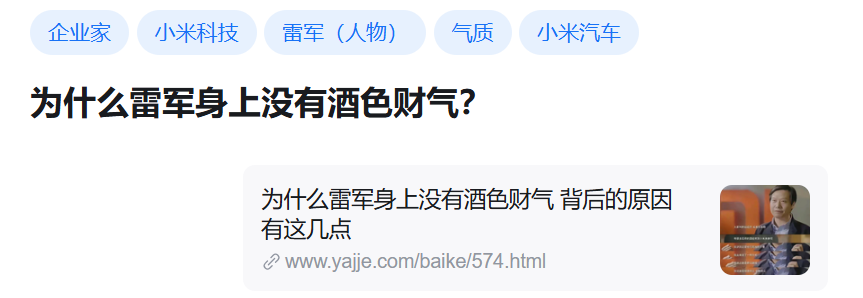 企业家 小米科技 雷军（人物） 气质 小米汽车
为什么雷军身上没有酒色财气？
为什么雷军身上没有酒色财气 背后的原因
有这几点
www.yajje.com/baike/574.html